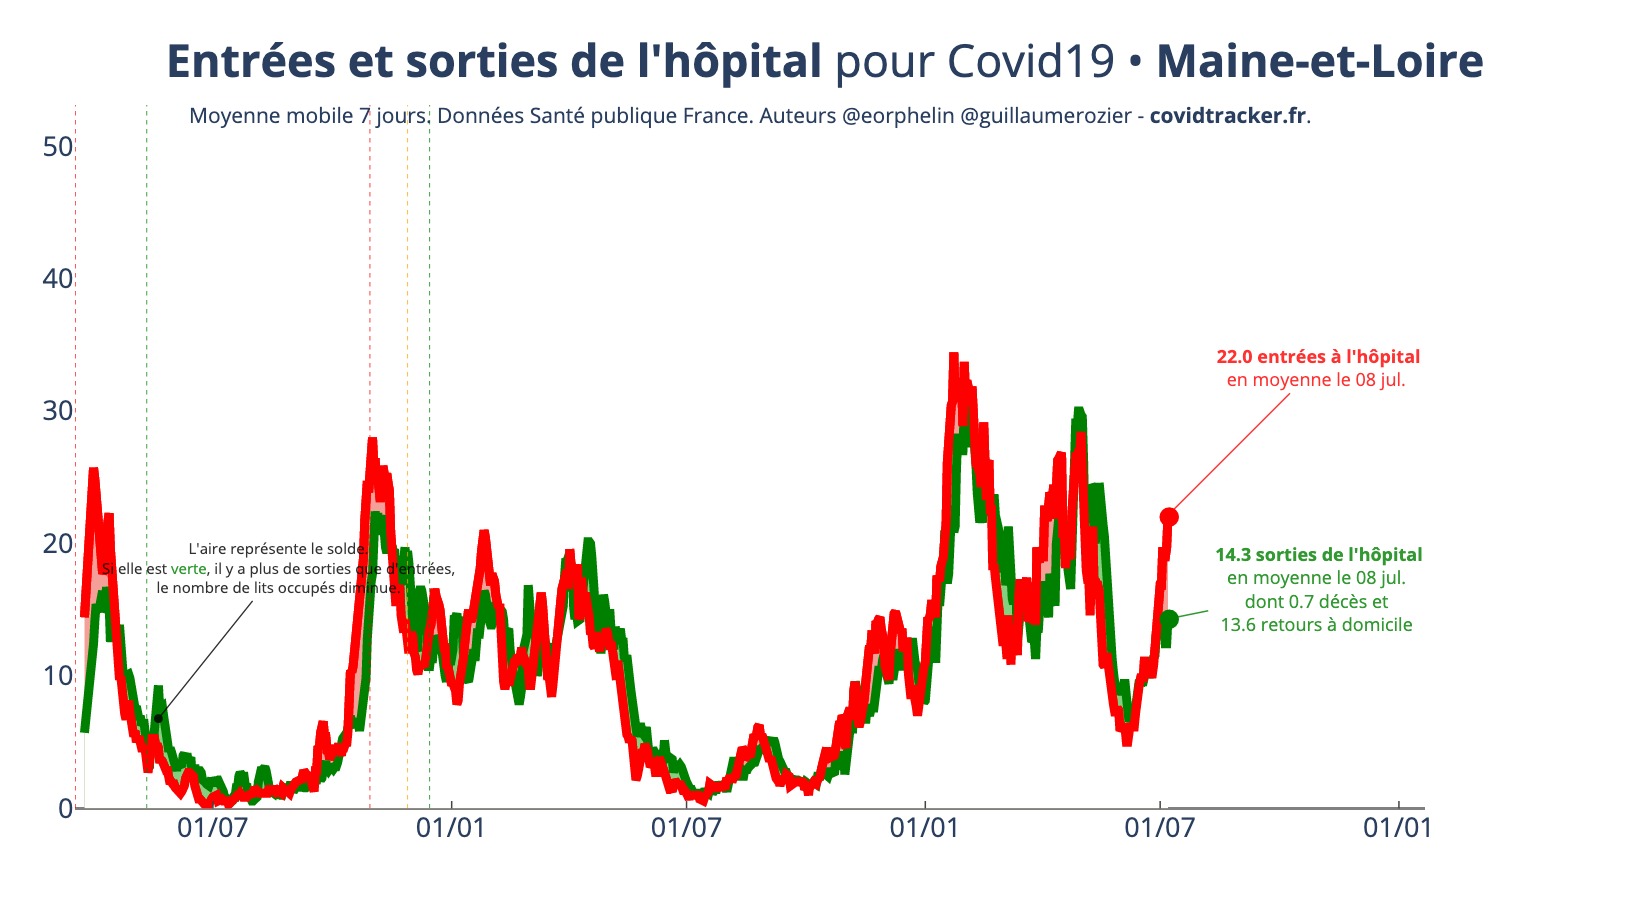 Entrées et sorties de l'hôpital pour Covid19 • Maine-et-Loire
Moyenne mobile 7 jours. Données Santé publique France. Auteurs @eorphelin @guillaumerozier - covidtracker.fr.
50
40
30
20
10
0
22.0 entrées à l'hôpital
en moyenne le 08 jul.
L'aire représente le solde.
Si elle est verte, il y a plus de sorties que d'entrées,
le nombre de lits occupés diminue.
14.3 sorties de l'hôpital
en moyenne le 08 jul.
dont 0.7 décès et
13.6 retours à domicile
01/07
01/01
01/07
01/01
01/07
01/01